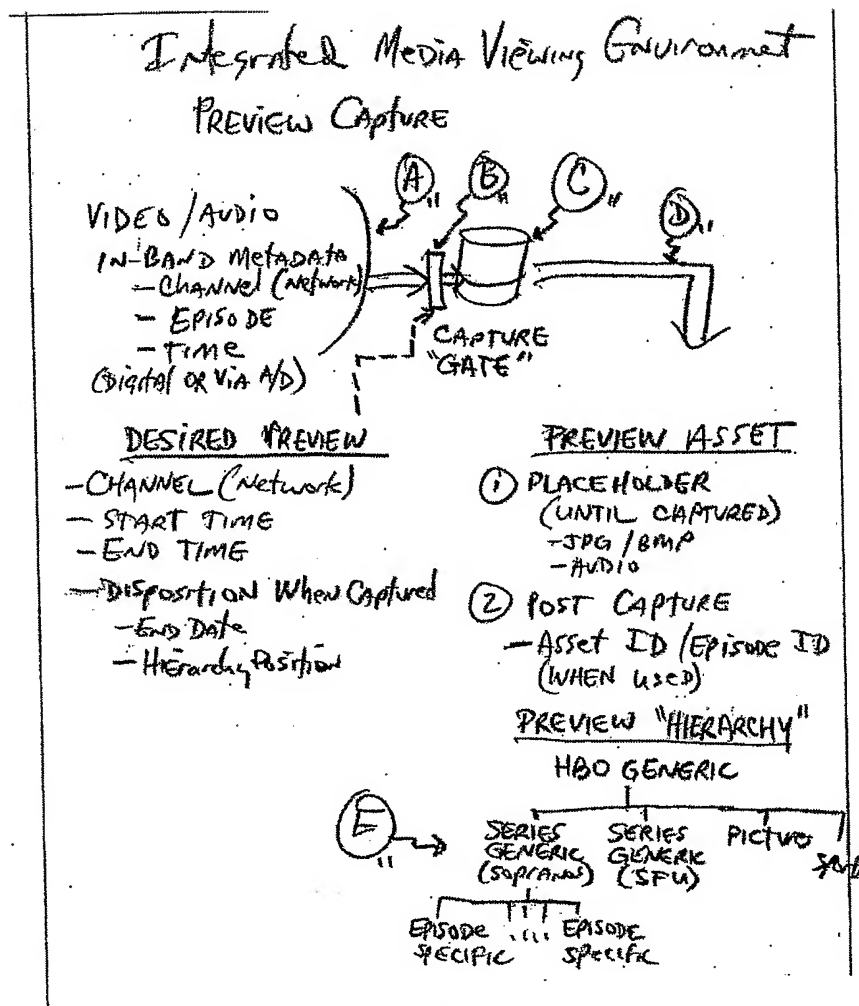 Integrated Media Viewing Environment
Preview Capture
A
B
C
D
VIDEO/AUDIO
IN-BAND METADATA
- CHANNEL (Network)
- EPISODE
- TIME
(Digital OR VIA A/D)
CAPTURE
"GATE"
DESIRED PREVIEW
- CHANNEL (Network)
- START TIME
- END TIME
- Disposition When Captured
- End Date
- Hierarchy Position
PREVIEW ASSET
① PLACEHOLDER
(UNTIL CAPTURED)
- JPG/BMP
- AUDIO
② POST CAPTURE
- Asset ID/Episode ID
(WHEN USED)
PREVIEW "HIERARCHY"
HBO GENERIC
E
SERIES
GENERIC
(SOPRANOS)
SERIES
GENERIC
(SFU)
PICTURES
Sports
EPISODE
SPECIFIC
....
EPISODE
SPECIFIC